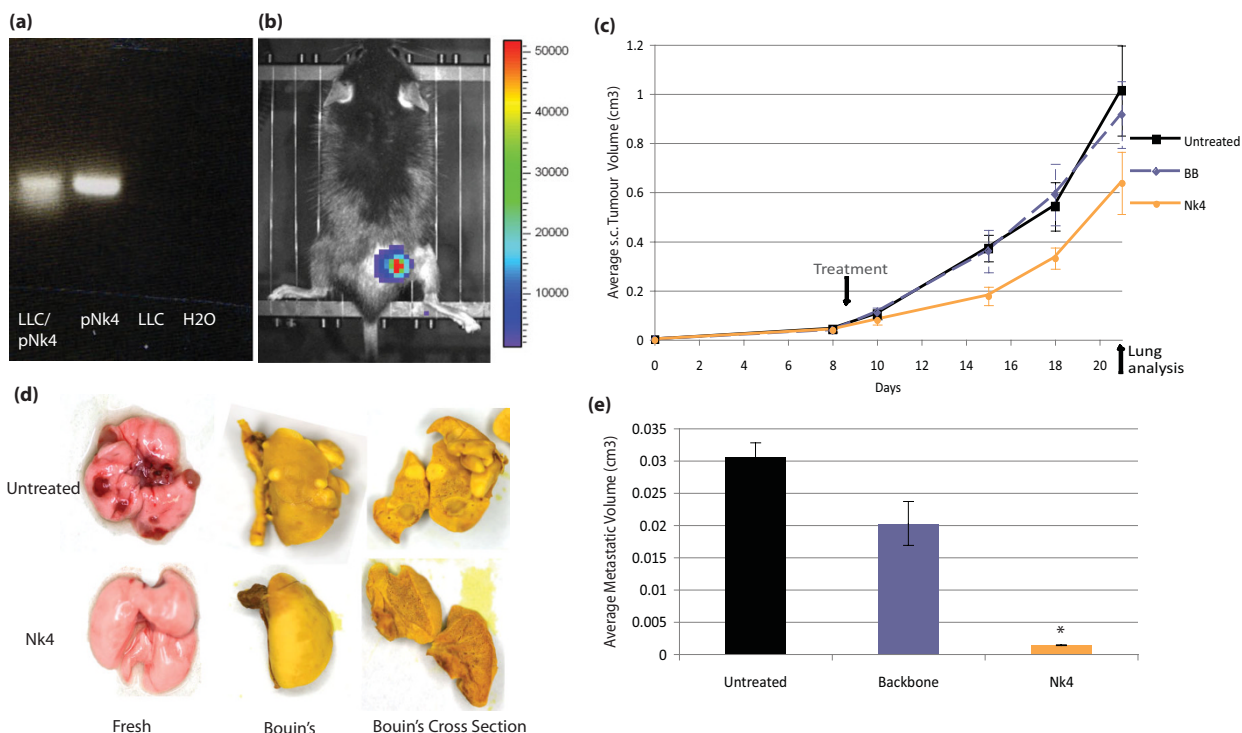 (a)
LLC/
pNk4
pNk4
LLC
H2O
(b)
50000
40000
30000
20000
10000
(c)
Average s.c. Tumour Volume (cm3)
1.2
1
0.8
0.6
0.4
0.2
0
0
2
4
6
8
10
12
14
16
18
20
Days
Treatment
Lung
analysis
Untreated
BB
Nk4
(d)
Untreated
Nk4
Fresh
Bouin's
Bouin's Cross Section
(e)
Average Metastatic Volume (cm3)
0.035
0.03
0.025
0.02
0.015
0.01
0.005
0
*
Untreated
Backbone
Nk4